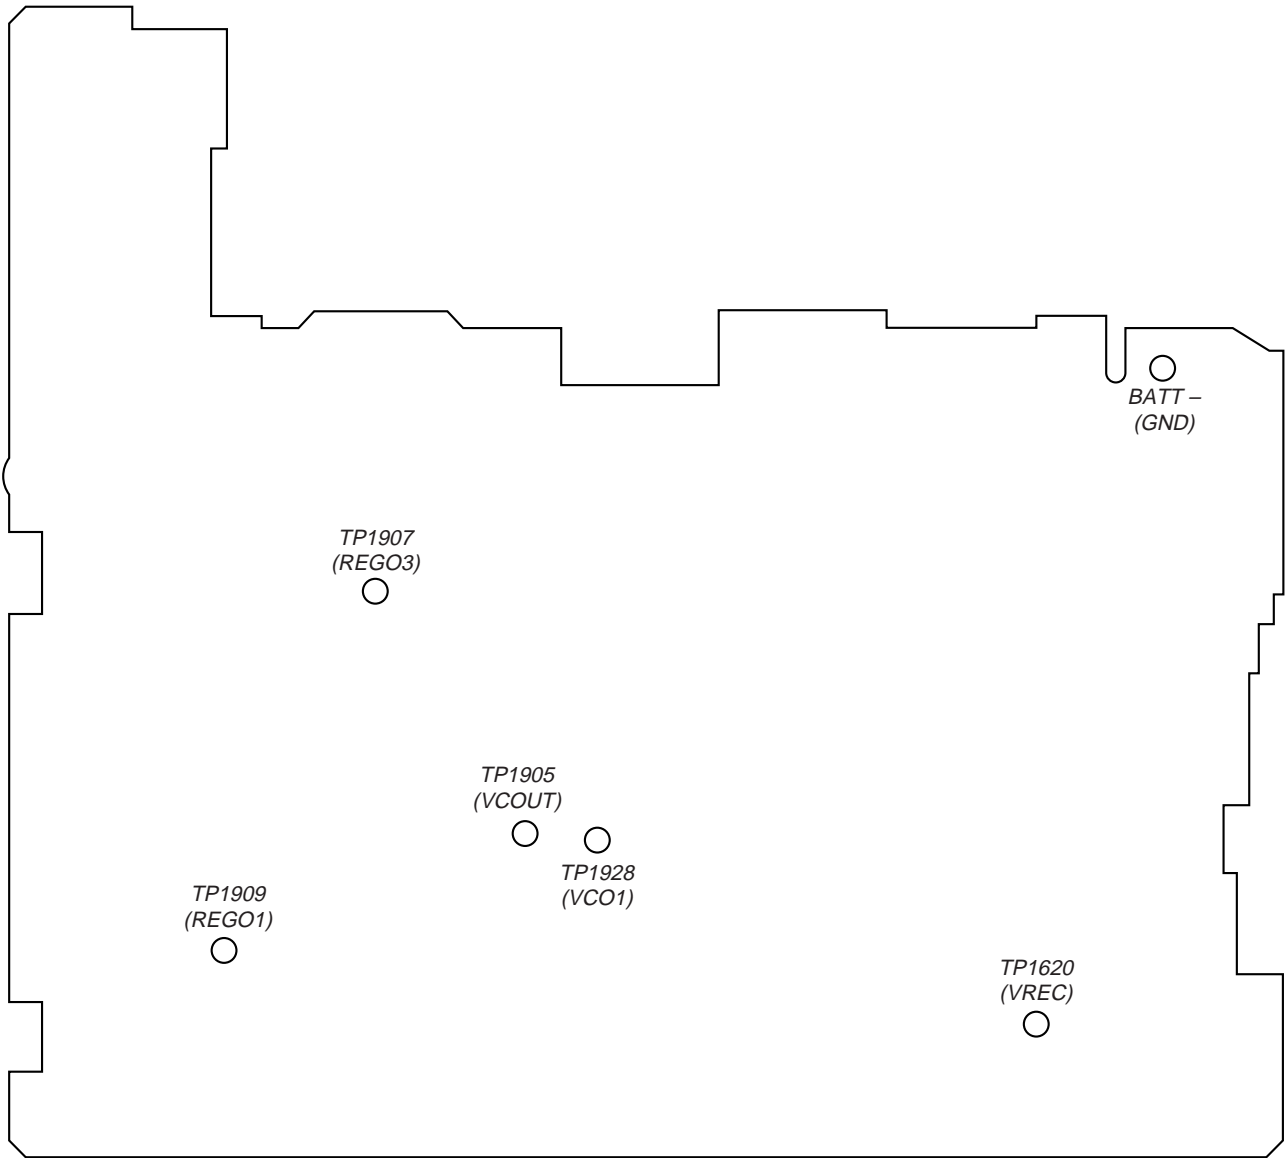 BATT –
(GND)
TP1907
(REGO3)
TP1905
(VCOUT)
TP1928
(VCO1)
TP1909
(REGO1)
TP1620
(VREC)